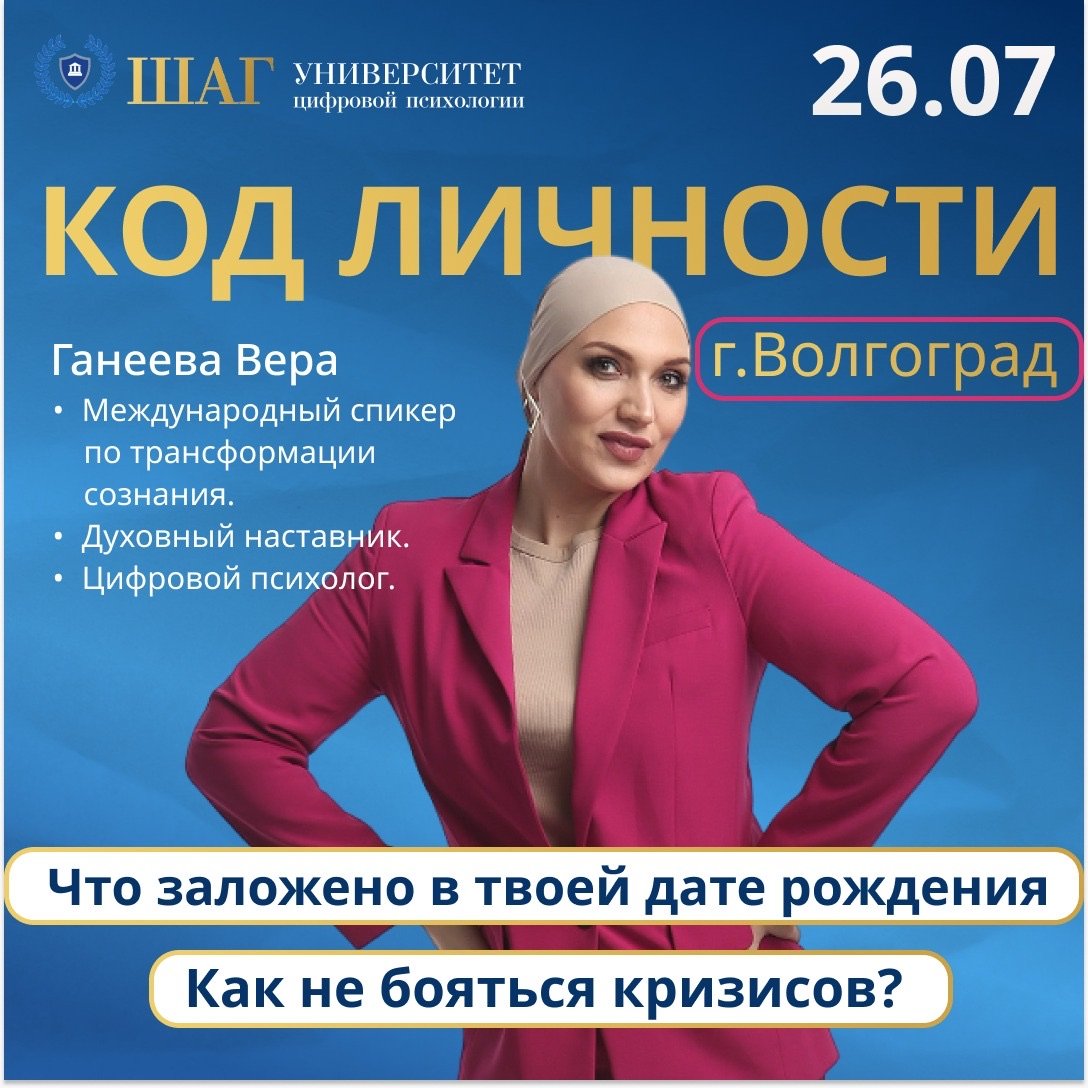 ШАГ УНИВЕРСИТЕТ
цифровой психологии
26.07
КОД ЛИЧНОСТИ
г.Волгоград
Ганеева Вера
• Международный спикер
по трансформации
сознания.
• Духовный наставник.
• Цифровой психолог.
Что заложено в твоей дате рождения
Как не бояться кризисов?